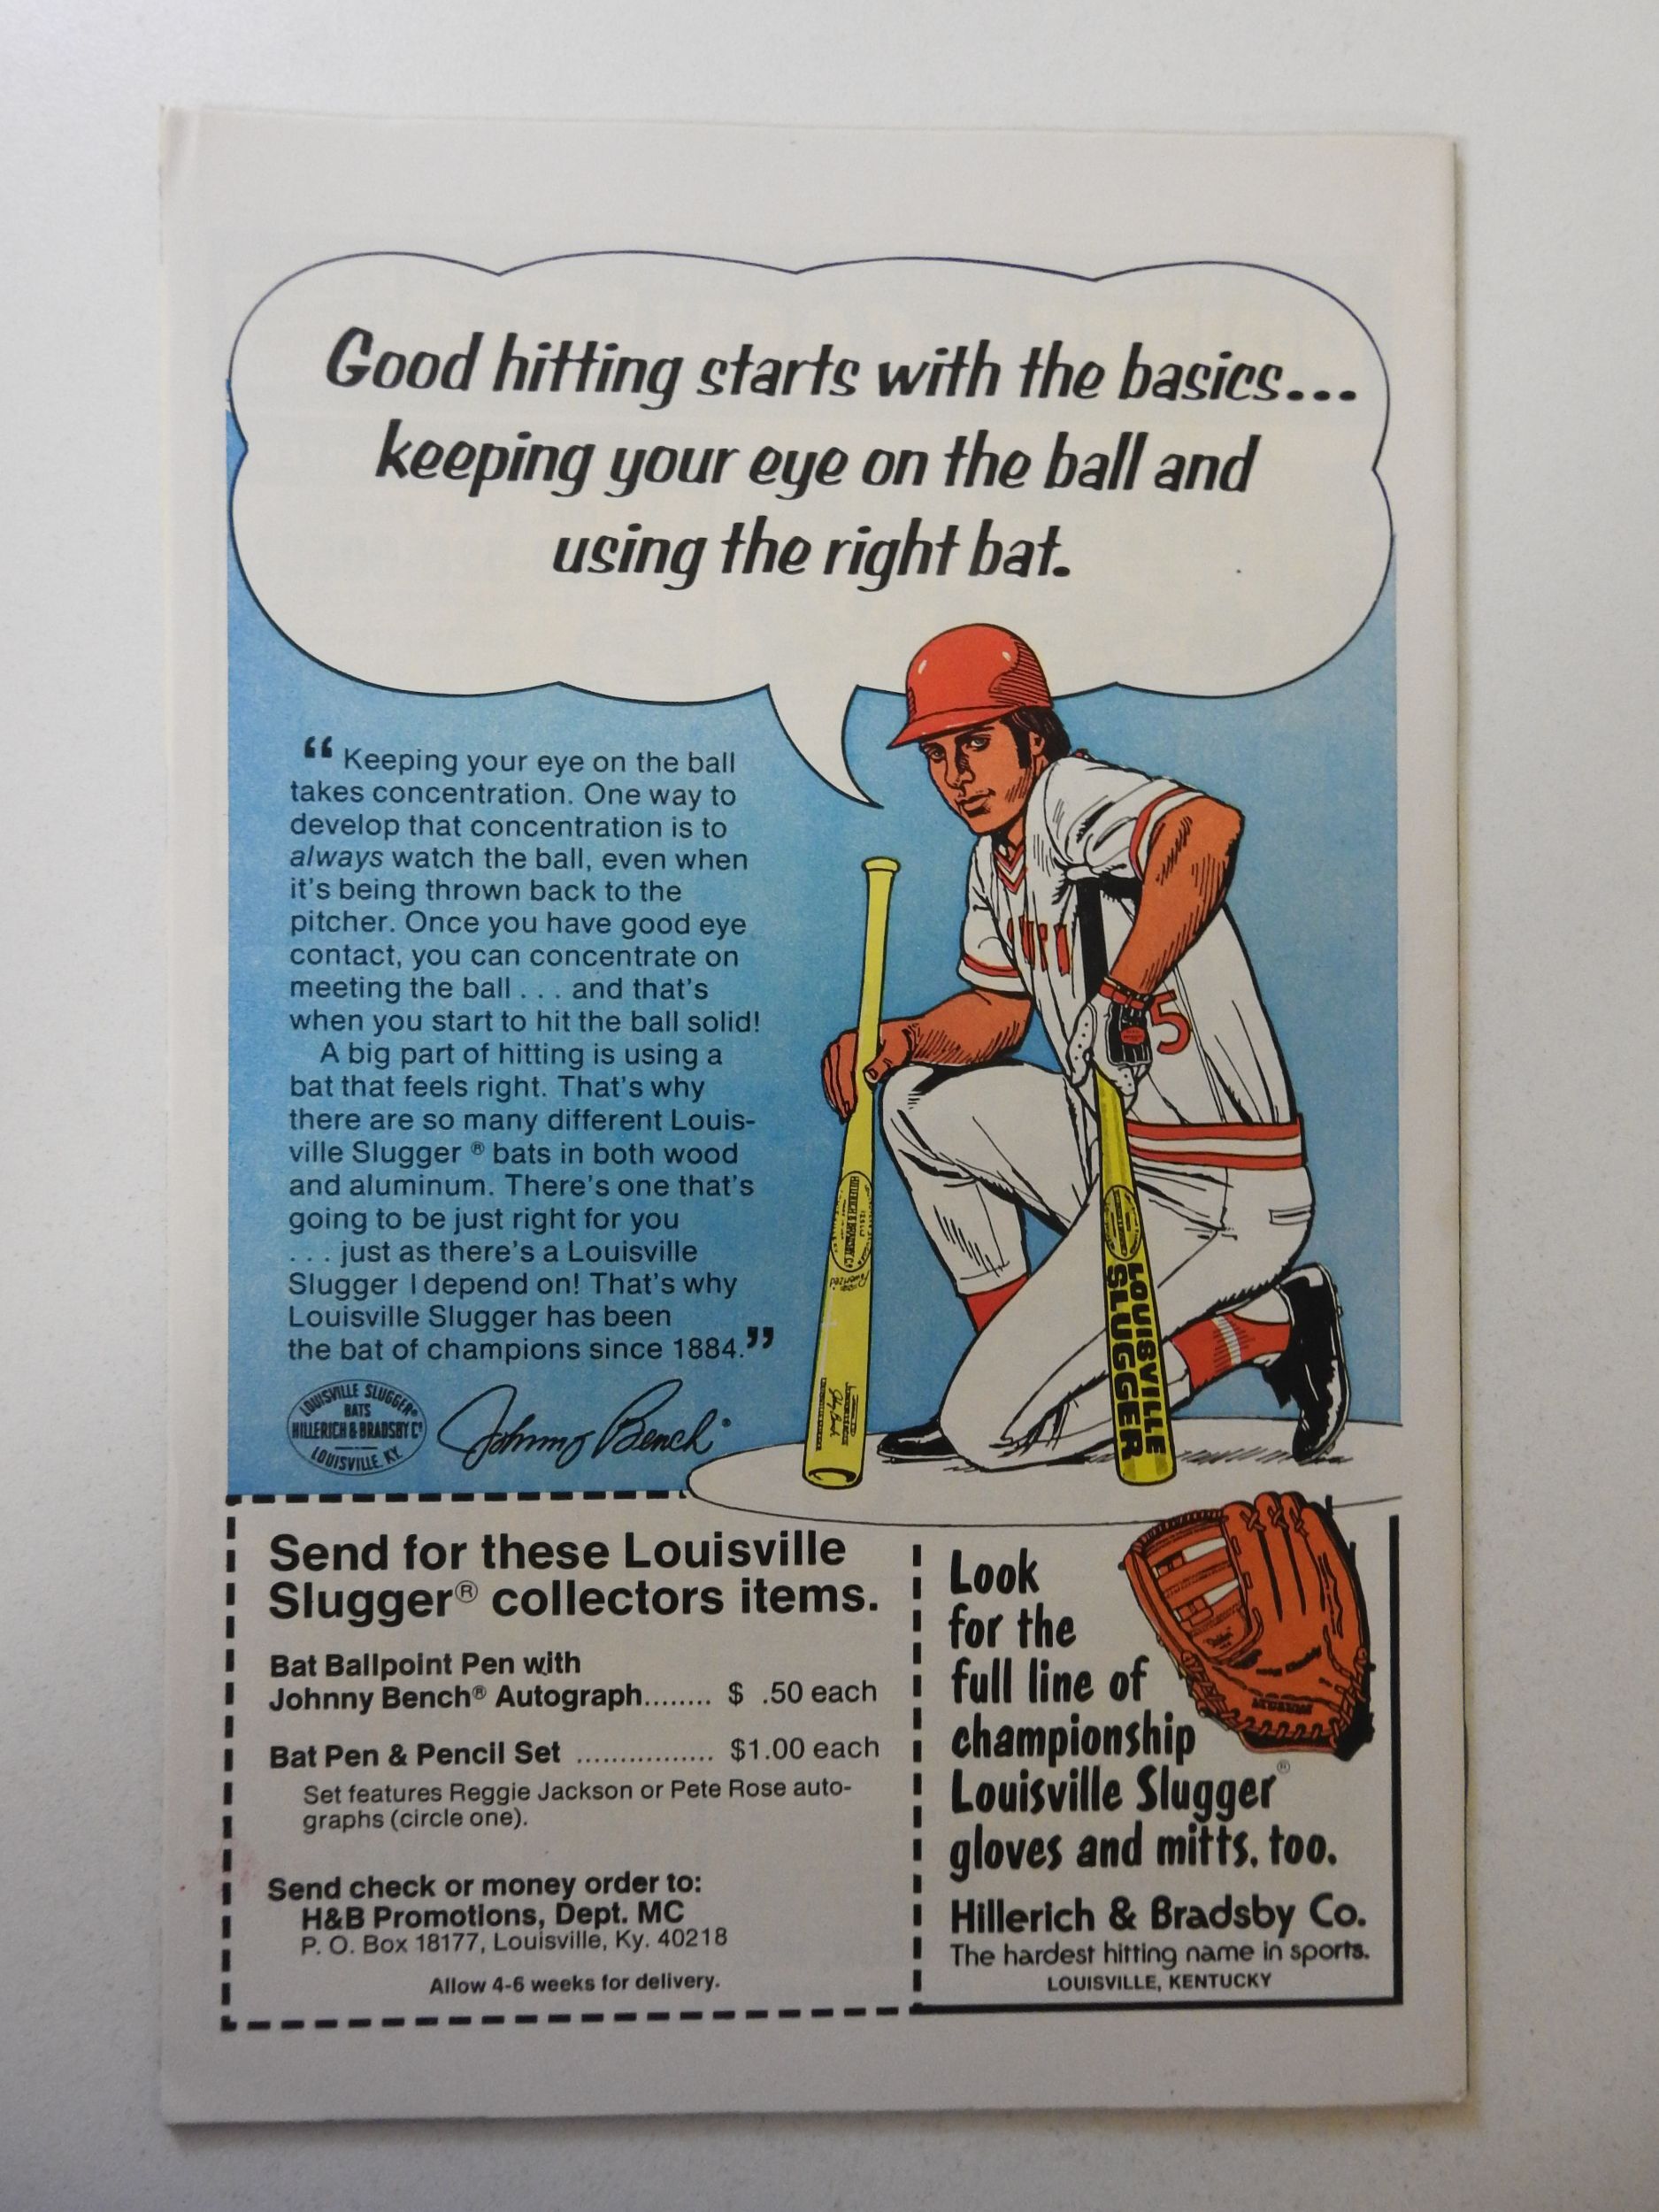 Good hitting starts with the basics...
keeping your eye on the ball and
using the right bat.
“Keeping your eye on the ball
takes concentration. One way to
develop that concentration is to
always watch the ball, even when
it's being thrown back to the
pitcher. Once you have good eye
contact, you can concentrate on
meeting the ball . . . and that's
when you start to hit the ball solid!
A big part of hitting is using a
bat that feels right. That's why
there are so many different Louis-
ville Slugger ® bats in both wood
and aluminum. There's one that's
going to be just right for you
. . . just as there's a Louisville
Slugger I depend on! That's why
Louisville Slugger has been
the bat of champions since 1884.”
LOUISVILLE SLUGGER®
BATS
HILLERICH & BRADSBY Cº
LOUISVILLE, KY.
Johnny Bench
5
HILLERICH & BRADSBY Cº
LOUISVILLE
SLUGGER
Send for these Louisville
Slugger® collectors items.
Bat Ballpoint Pen with
Johnny Bench® Autograph........ $ .50 each
Bat Pen & Pencil Set ................ $1.00 each
Set features Reggie Jackson or Pete Rose auto-
graphs (circle one).
Send check or money order to:
H&B Promotions, Dept. MC
P. O. Box 18177, Louisville, Ky. 40218
Allow 4-6 weeks for delivery.
Look
for the
full line of
championship
Louisville Slugger®
gloves and mitts, too.
Hillerich & Bradsby Co.
The hardest hitting name in sports.
LOUISVILLE, KENTUCKY